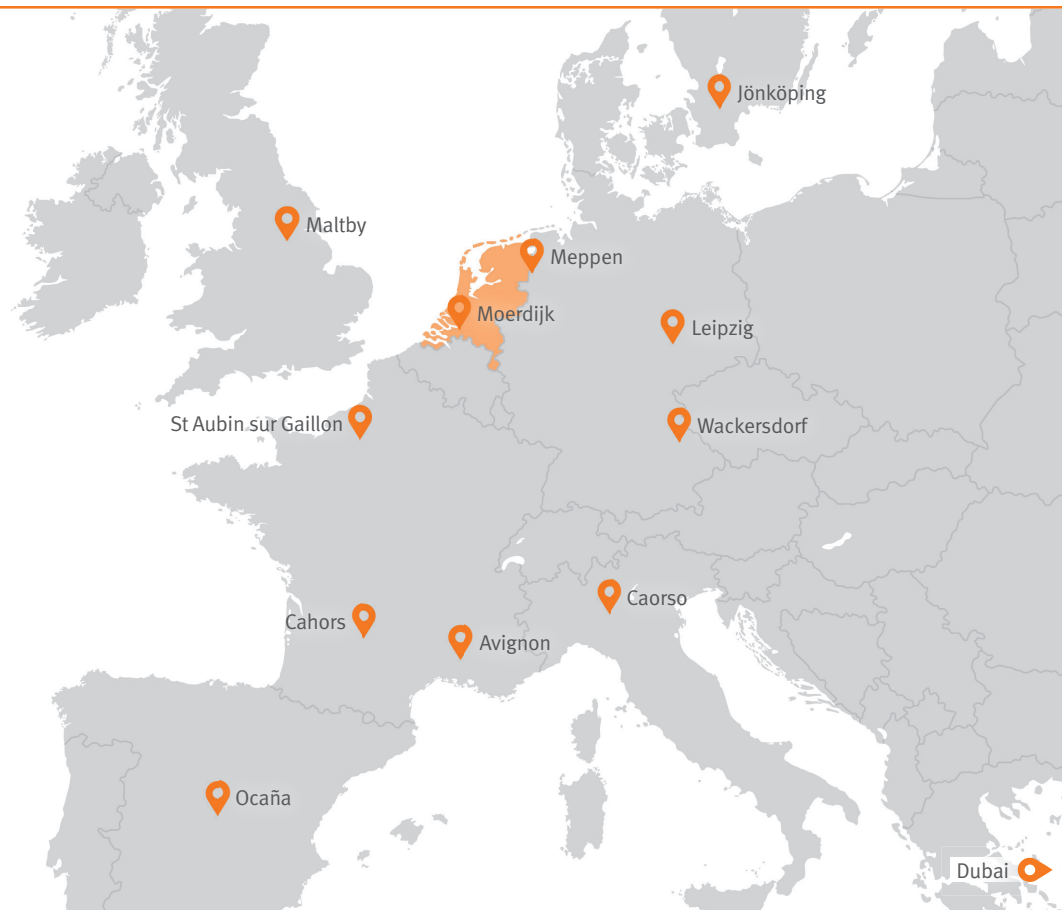 Jönköping
Maltby
Meppen
Moerdijk
Leipzig
St Aubin sur Gaillon
Wackersdorf
Caorso
Cahors
Avignon
Ocaña
Dubai